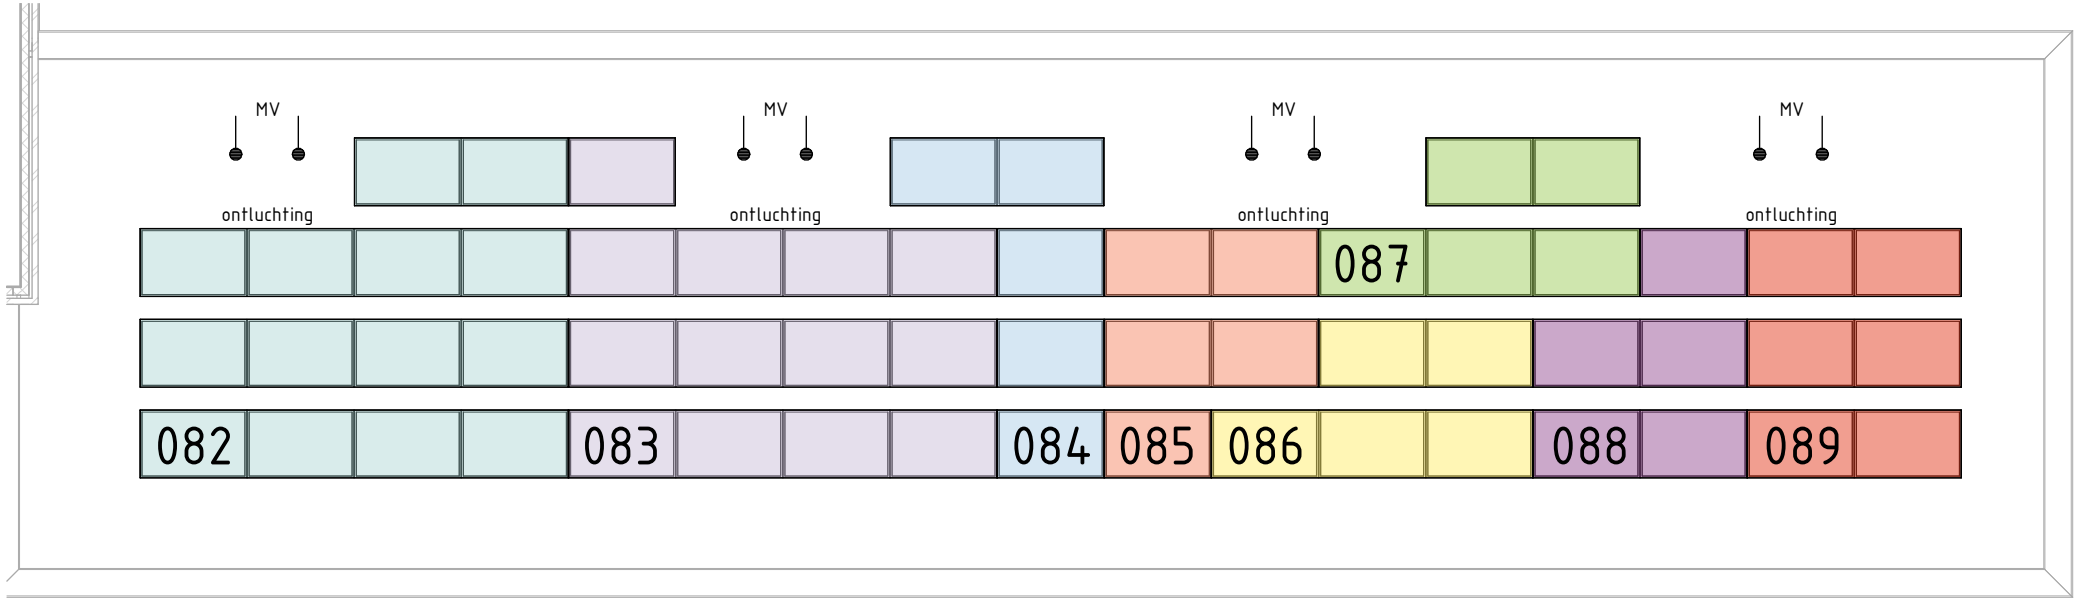 MV MV MV MV
ontluchting ontluchting ontluchting ontluchting
087
082 083 084 085 086 088 089